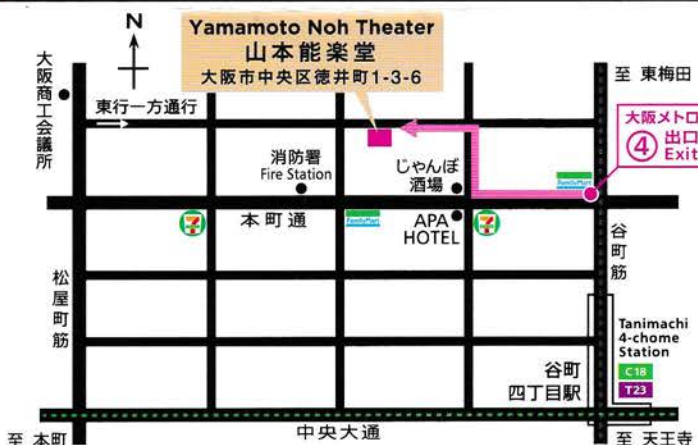 Yamamoto Noh Theater
山本能楽堂
大阪市中央区徳井町1-3-6
N
大阪商工会議所
東行一方通行
至 東梅田
大阪メトロ
④ 出口
Exit
消防署
Fire Station
じゃんぼ
酒場
FamilyMart
本町通
FamilyMart
APA
HOTEL
谷町筋
松屋町筋
Tanimachi
4-chome
Station
C18
T23
谷町
四丁目駅
中央大通
至 本町
至 天王寺